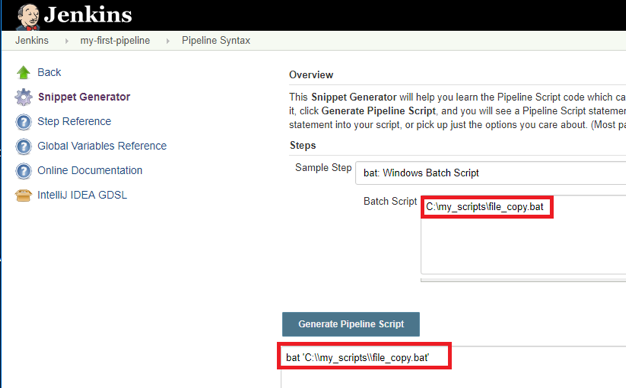 Jenkins
Jenkins my-first-pipeline Pipeline Syntax
Back
Snippet Generator
Step Reference
Global Variables Reference
Online Documentation
IntelliJ IDEA GDSL
Overview
This Snippet Generator will help you learn the Pipeline Script code which ca
it, click Generate Pipeline Script, and you will see a Pipeline Script statemen
statement into your script, or pick up just the options you care about. (Most pa
Steps
Sample Step bat: Windows Batch Script
Batch Script C:\my_scripts\file_copy.bat
Generate Pipeline Script
bat 'C:\\my_scripts\\file_copy.bat'